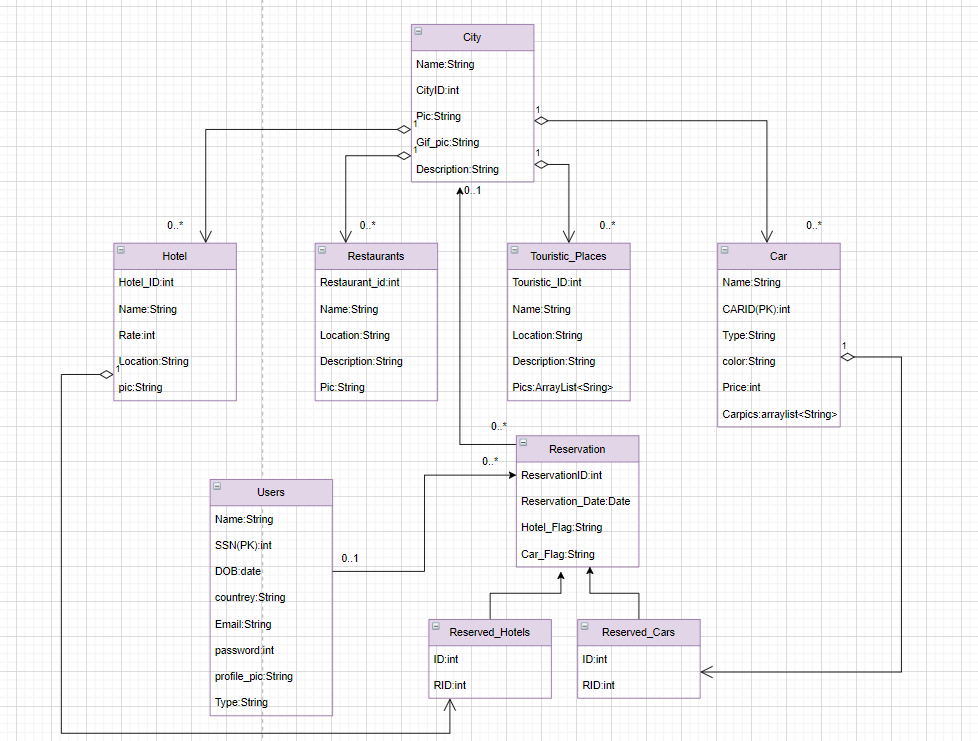 City
Name:String
CityID:int
Pic:String
Gif_pic:String
Description:String
1
1
1
1
0..1
0..*
0..*
0..*
0..*
Hotel
Hotel_ID:int
Name:String
Rate:int
Location:String
pic:String
1
Restaurants
Restaurant_id:int
Name:String
Location:String
Description:String
Pic:String
Touristic_Places
Touristic_ID:int
Name:String
Location:String
Description:String
Pics:ArrayList<Sring>
Car
Name:String
CARID(PK):int
Type:String
color:String
Price:int
Carpics:arraylist<String>
1
0..*
0..*
Reservation
ReservationID:int
Reservation_Date:Date
Hotel_Flag:String
Car_Flag:String
Users
Name:String
SSN(PK):int
DOB:date
countrey:String
Email:String
password:int
profile_pic:String
Type:String
0..1
Reserved_Hotels
ID:int
RID:int
Reserved_Cars
ID:int
RID:int